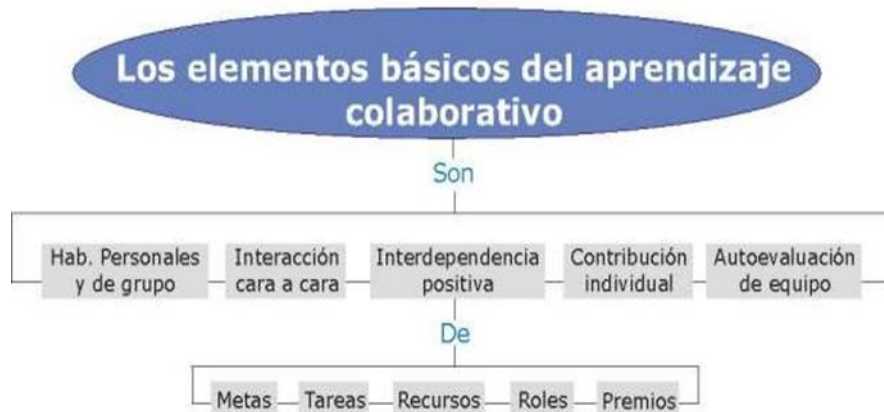 Los elementos básicos del aprendizaje
colaborativo
Son
Hab. Personales
y de grupo
Interacción
cara a cara
Interdependencia
positiva
Contribución
individual
Autoevaluación
de equipo
De
Metas
Tareas
Recursos
Roles
Premios